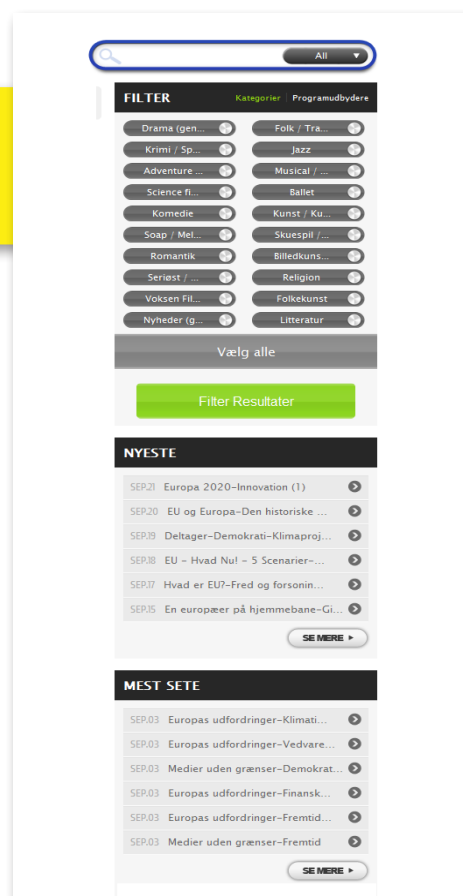 All
FILTER Kategorier Programudbydere
Drama (gen... Folk / Tra...
Krimi / Sp... Jazz
Adventure ... Musical / ...
Science fi... Ballet
Komedie Kunst / Ku...
Soap / Mel... Skuespil /...
Romantik Billedkuns...
Seriøst / ... Religion
Voksen Fil... Folkekunst
Nyheder (g... Litteratur
Vælg alle
Filter Resultater
NYESTE
SEP.21 Europa 2020-Innovation (1)
SEP.20 EU og Europa-Den historiske ...
SEP.19 Deltager-Demokrati-Klimaproj...
SEP.18 EU - Hvad Nu! - 5 Scenarier-...
SEP.17 Hvad er EU?-Fred og forsonin...
SEP.15 En europæer på hjemmebane-Gi...
SE MERE
MEST SETE
SEP.03 Europas udfordringer-Klimati...
SEP.03 Europas udfordringer-Vedvare...
SEP.03 Medier uden grænser-Demokrat...
SEP.03 Europas udfordringer-Finansk...
SEP.03 Europas udfordringer-Fremtid...
SEP.03 Medier uden grænser-Fremtid
SE MERE